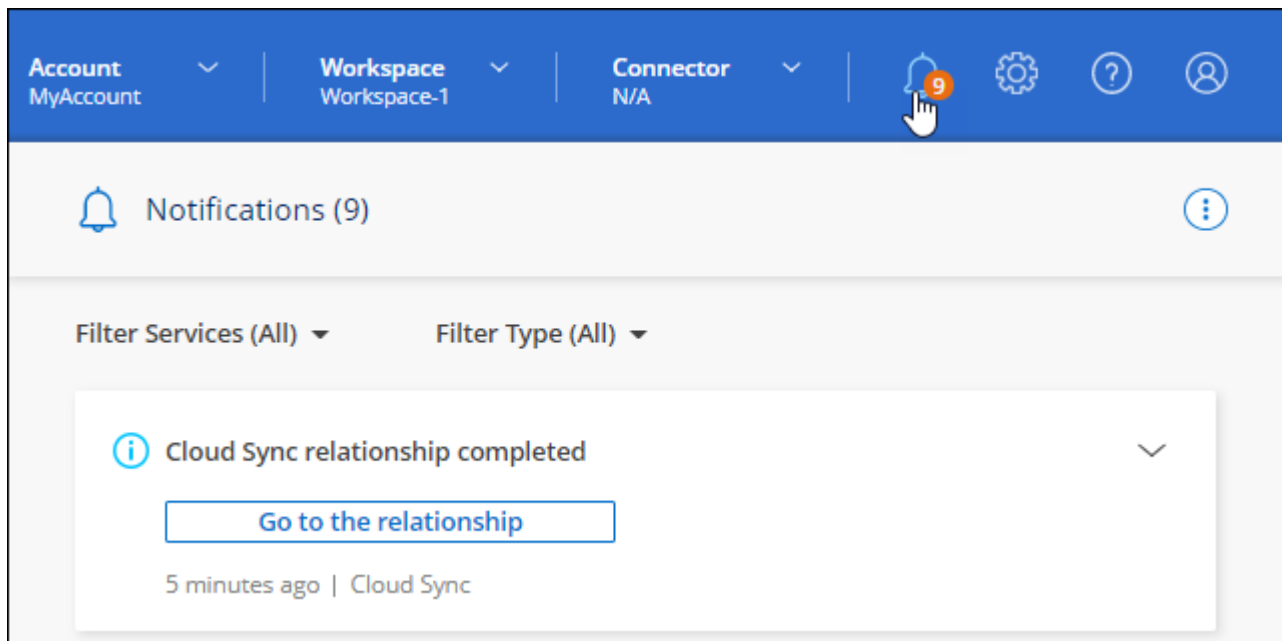 Account
MyAccount
Workspace
Workspace-1
Connector
N/A
9
Notifications (9)
Filter Services (All)
Filter Type (All)
Cloud Sync relationship completed
Go to the relationship
5 minutes ago | Cloud Sync